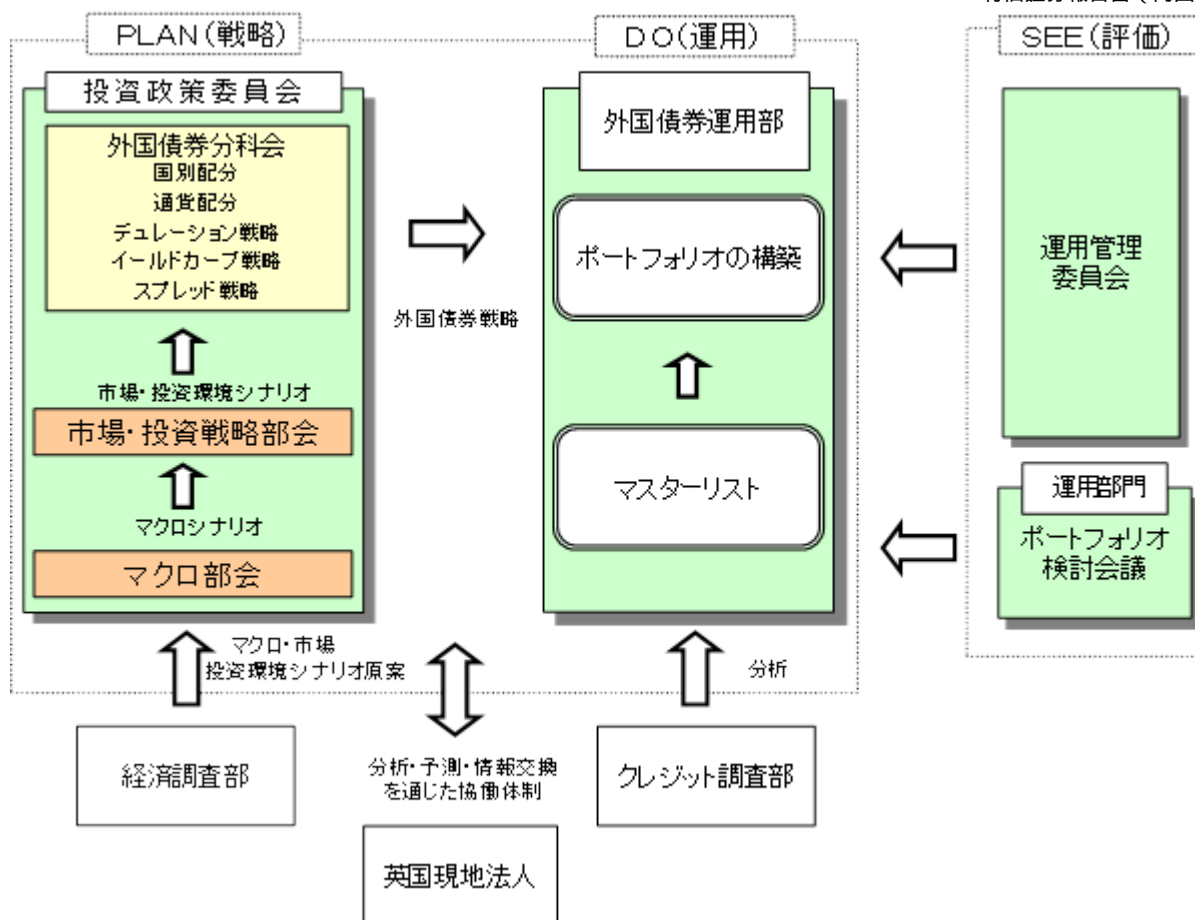 PLAN(戦略)
DO(運用)
SEE(評価)
投資政策委員会
外国債券分科会
国別配分
通貨配分
デュレーション戦略
イールドカーブ戦略
スプレッド戦略
市場・投資環境シナリオ
市場・投資戦略部会
マクロシナリオ
マクロ部会
外国債券戦略
外国債券運用部
ポートフォリオの構築
マスターリスト
運用管理
委員会
運用部門
ポートフォリオ
検討会議
マクロ・市場
投資環境シナリオ原案
分析
経済調査部
分析・予測・情報交換
を通じた協働体制
クレジット調査部
英国現地法人